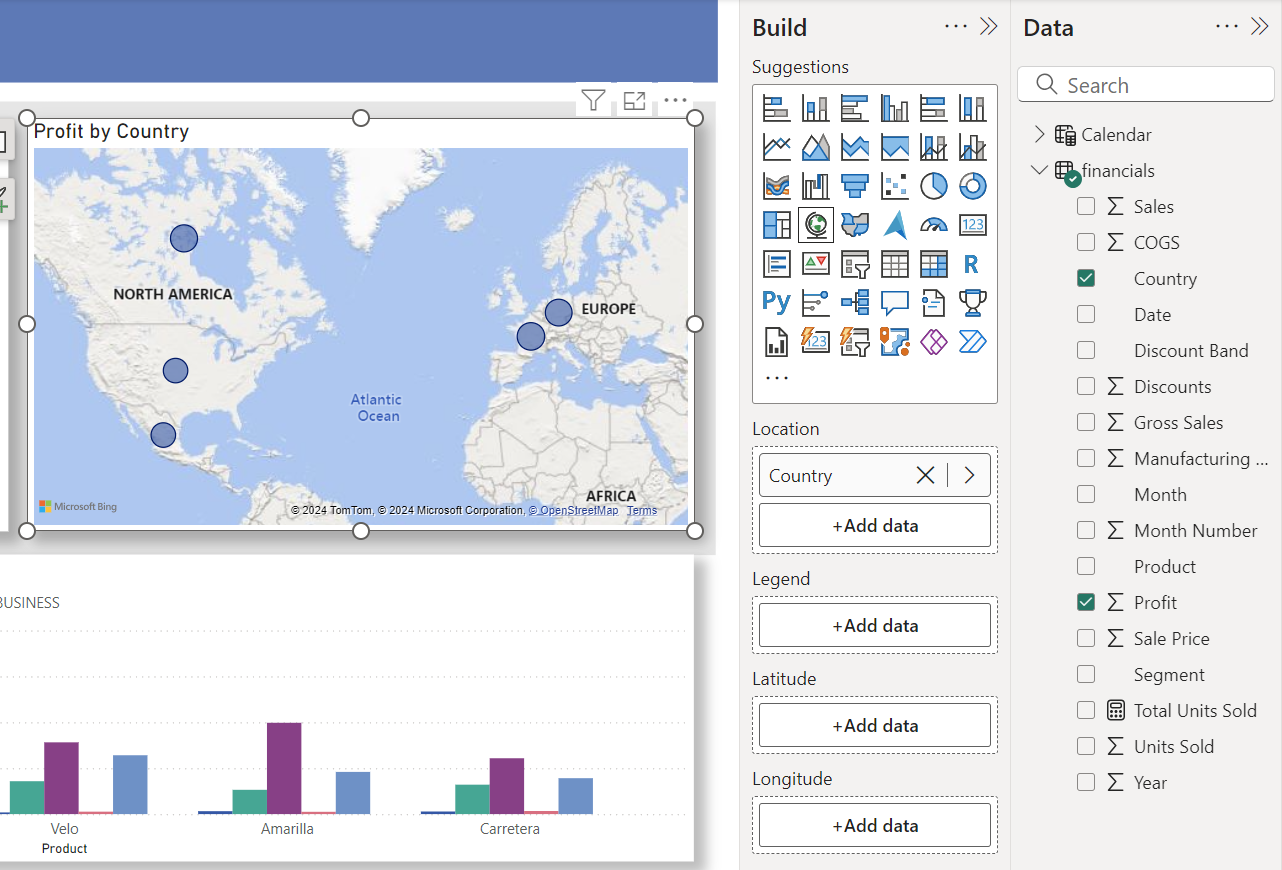 Profit by Country
NORTH AMERICA
EUROPE
Atlantic
Ocean
AFRICA
Microsoft Bing
© 2024 TomTom, © 2024 Microsoft Corporation, © OpenStreetMap Terms
BUSINESS
Velo
Amarilla
Carretera
Product
Build
Suggestions
123
R
Py
123
Location
Country
+Add data
Legend
+Add data
Latitude
+Add data
Longitude
+Add data
Data
Search
Calendar
financials
Sales
COGS
Country
Date
Discount Band
Discounts
Gross Sales
Manufacturing ...
Month
Month Number
Product
Profit
Sale Price
Segment
Total Units Sold
Units Sold
Year